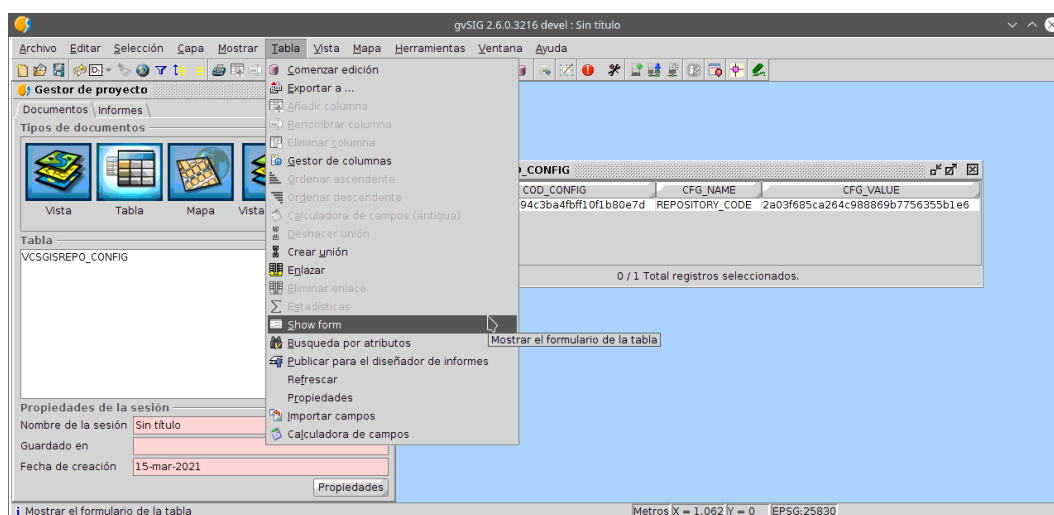 gvSIG 2.6.0.3216 devel : Sin título
Archivo Editar Selección Capa Mostrar Tabla Vista Mapa Herramientas Ventana Ayuda
Gestor de proyecto
Documentos Informes
Tipos de documentos
Vista Tabla Mapa Vista
Tabla
VCSGISREPO_CONFIG
Propiedades de la sesión
Nombre de la sesión Sin título
Guardado en
Fecha de creación 15-mar-2021
Propiedades
Comenzar edición
Exportar a ...
Añadir columna
Renombrar columna
Eliminar columna
Gestor de columnas
Ordenar ascendente
Ordenar descendente
Calculadora de campos (antigua)
Deshacer unión
Crear unión
Enlazar
Eliminar enlace
Estadísticas
Show form
Busqueda por atributos
Publicar para el diseñador de informes
Refrescar
Propiedades
Importar campos
Calculadora de campos
Mostrar el formulario de la tabla
_CONFIG
COD_CONFIG CFG_NAME CFG_VALUE
94c3ba4fbff10f1b80e7d REPOSITORY_CODE 2a03f685ca264c988869b7756355b1e6
0 / 1 Total registros seleccionados.
Mostrar el formulario de la tabla
Metros X = 1.062 Y = 0 EPSG:25830